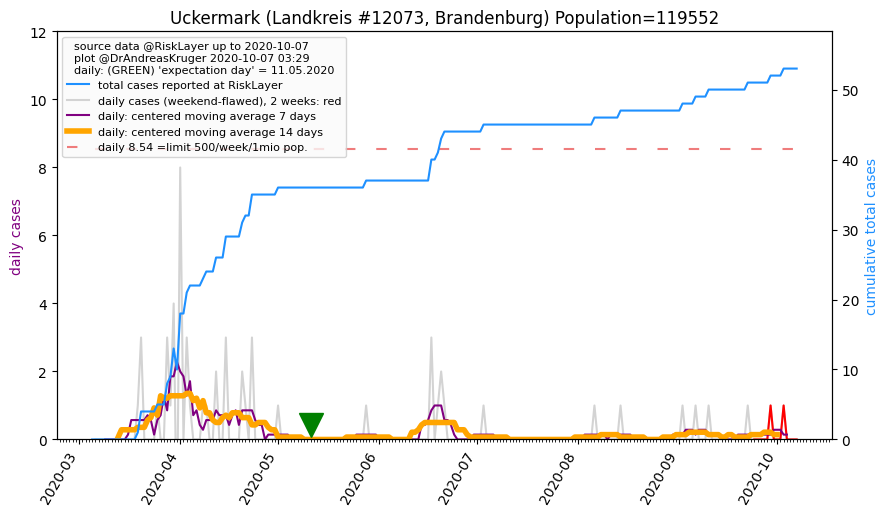 Uckermark (Landkreis #12073, Brandenburg) Population=119552
source data @RiskLayer up to 2020-10-07
plot @DrAndreasKruger 2020-10-07 03:29
daily: (GREEN) 'expectation day' = 11.05.2020
total cases reported at RiskLayer
daily cases (weekend-flawed), 2 weeks: red
daily: centered moving average 7 days
daily: centered moving average 14 days
daily 8.54 =limit 500/week/1mio pop.
daily cases
12
10
8
6
4
2
0
cumulative total cases
50
40
30
20
10
0
2020-03
2020-04
2020-05
2020-06
2020-07
2020-08
2020-09
2020-10